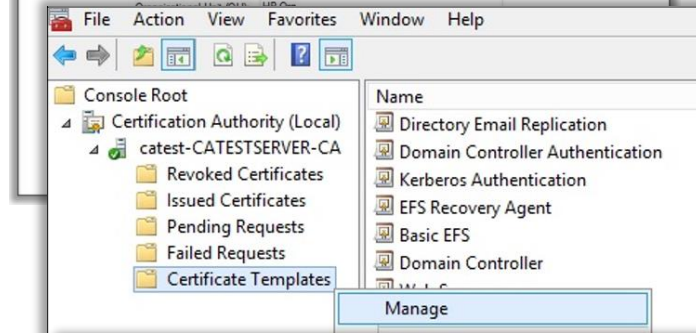 File Action View Favorites Window Help
Console Root
Certification Authority (Local)
catest-CATESTSERVER-CA
Revoked Certificates
Issued Certificates
Pending Requests
Failed Requests
Certificate Templates
Name
Directory Email Replication
Domain Controller Authentication
Kerberos Authentication
EFS Recovery Agent
Basic EFS
Domain Controller
Manage